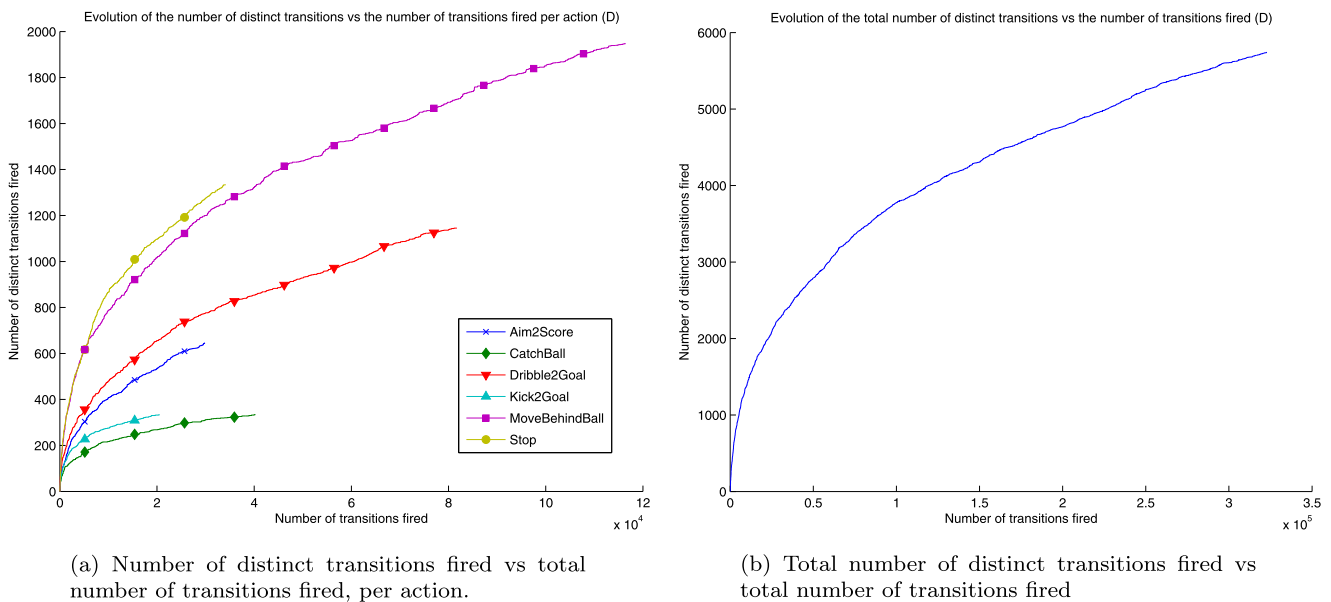 Evolution of the number of distinct transitions vs the number of transitions fired per action (D)
2000
1800
1600
1400
1200
1000
800
600
400
200
0
Number of distinct transitions fired
0 2 4 6 8 10 12
x 10^4
Number of transitions fired
Aim2Score
CatchBall
Dribble2Goal
Kick2Goal
MoveBehindBall
Stop
(a) Number of distinct transitions fired vs total
number of transitions fired, per action.
Evolution of the total number of distinct transitions vs the number of transitions fired (D)
6000
5000
4000
3000
2000
1000
0
Number of distinct transitions fired
0 0.5 1 1.5 2 2.5 3 3.5
x 10^5
Number of transitions fired
(b) Total number of distinct transitions fired vs
total number of transitions fired